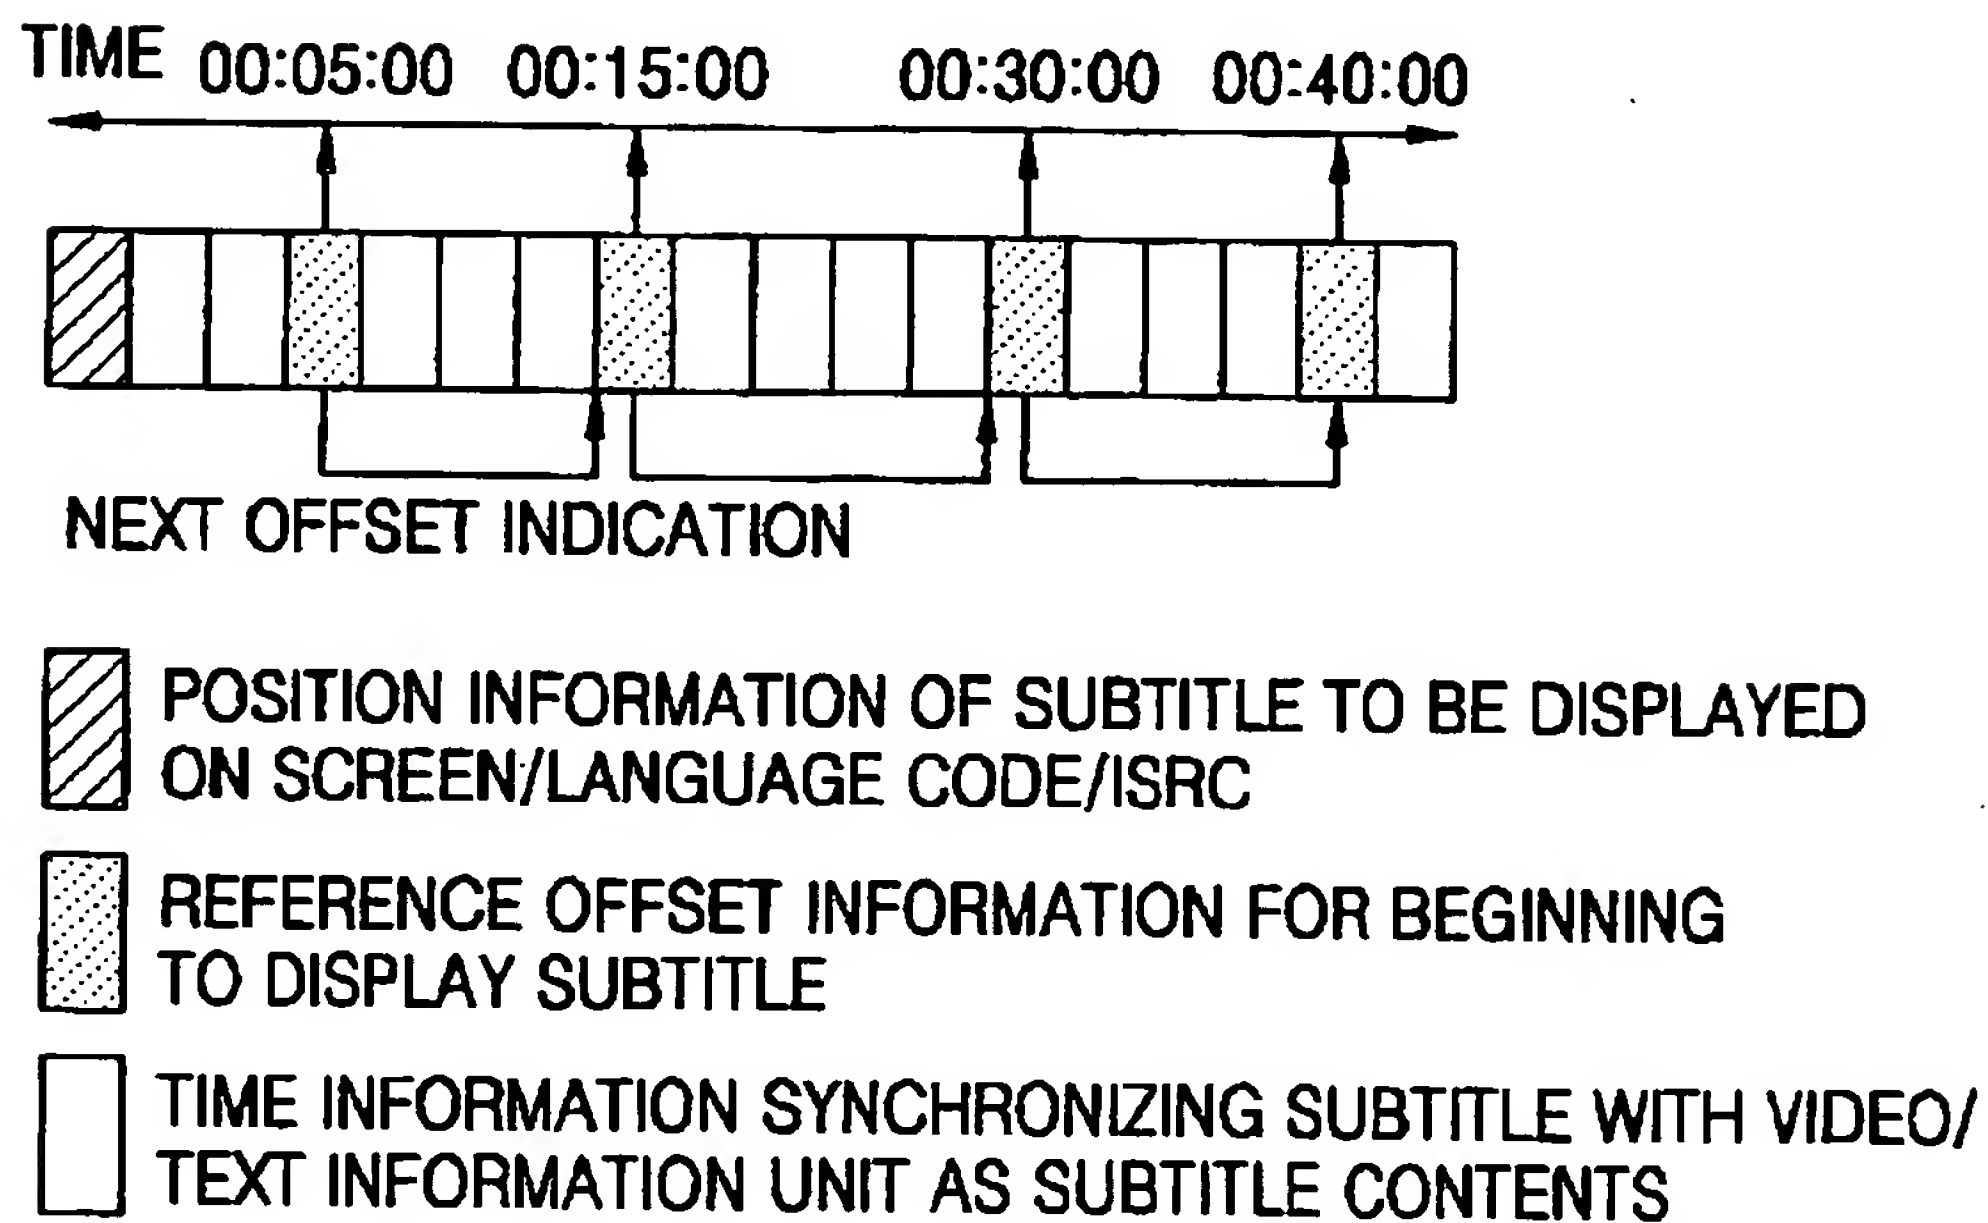 TIME 00:05:00 00:15:00 00:30:00 00:40:00
NEXT OFFSET INDICATION
POSITION INFORMATION OF SUBTITLE TO BE DISPLAYED
ON SCREEN/LANGUAGE CODE/ISRC
REFERENCE OFFSET INFORMATION FOR BEGINNING
TO DISPLAY SUBTITLE
TIME INFORMATION SYNCHRONIZING SUBTITLE WITH VIDEO/
TEXT INFORMATION UNIT AS SUBTITLE CONTENTS